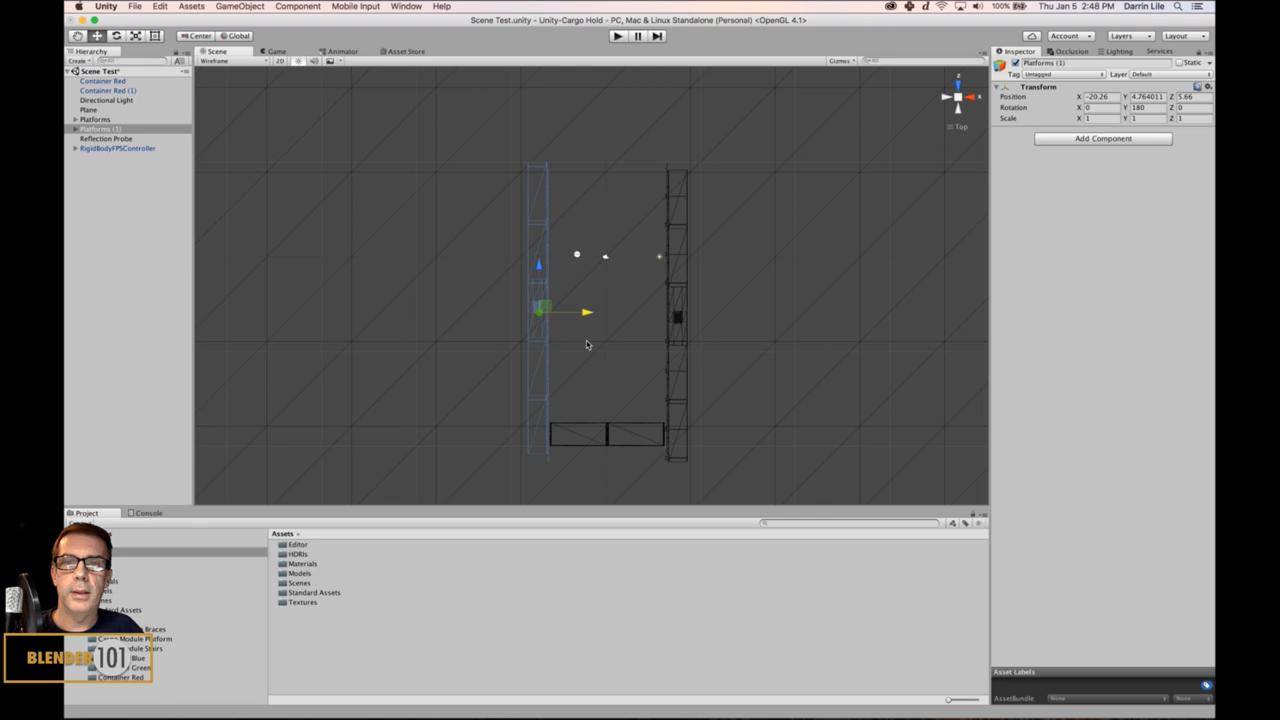 Unity File Edit Assets GameObject Component Mobile Input Window Help 100% Thu Jan 5 2:48 PM Darrin Lile
Scene Test.unity - Unity-Cargo Hold - PC, Mac & Linux Standalone (Personal) <OpenGL 4.1>
Center Global Account Layers Layout
Hierarchy Scene Game Animator Asset Store Inspector Occlusion Lighting Services
Create Wireframe 2D Gizmos All
Scene Test*
Container Red
Container Red (1)
Directional Light
Plane
Platforms
Platforms (1)
Reflection Probe
RigidBodyFPSController
z
x
Top
Platforms (1) Static
Tag Untagged Layer Default
Transform
Position X -20.26 Y 4.764011 Z 5.66
Rotation X 0 Y 180 Z 0
Scale X 1 Y 1 Z 1
Add Component
Project Console
Assets
Editor
HDRIs
Materials
Models
Scenes
Standard Assets
Textures
Braces
Module Platform
Stairs
Blue
Green
Container Red
BLENDER 101
Asset Labels
AssetBundle None None